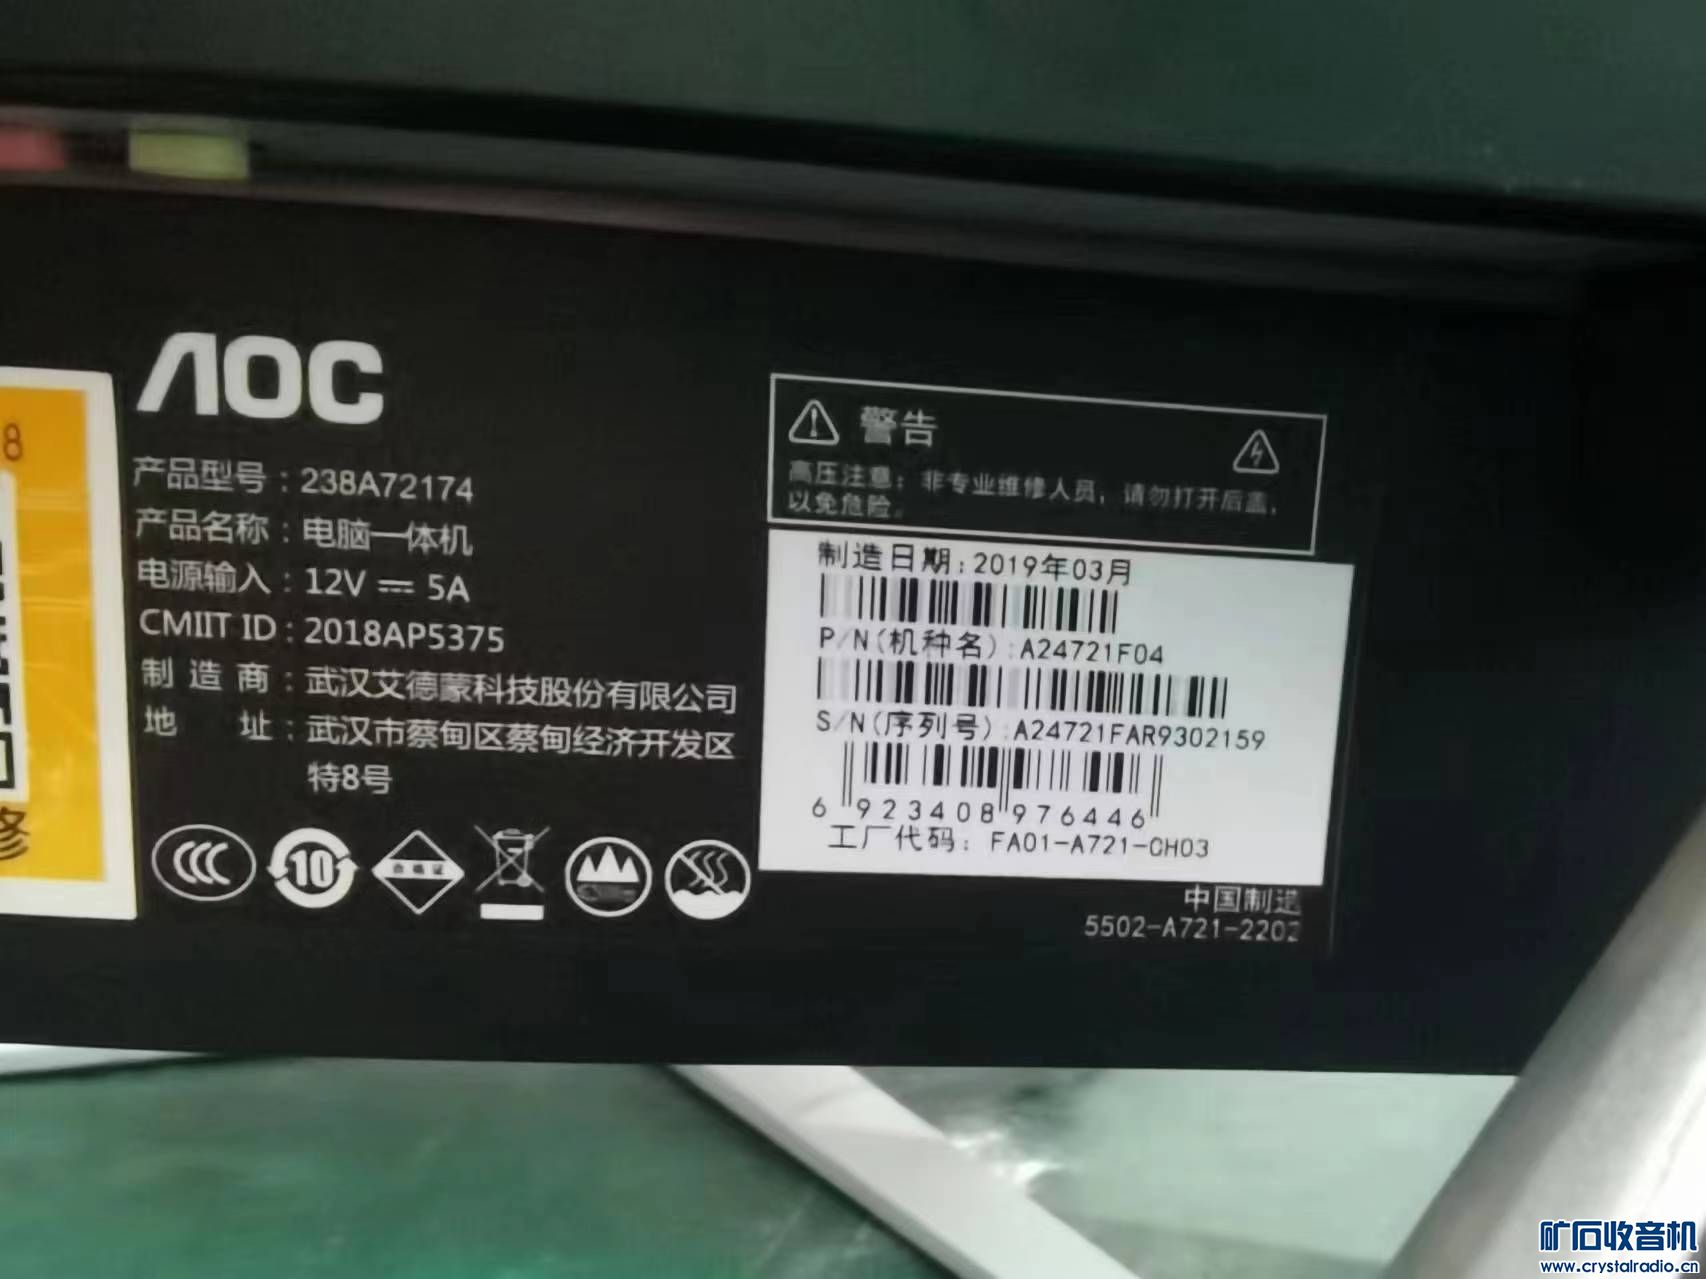 8
修
AOC
产品型号：238A72174
产品名称：电脑一体机
电源输入：12V ⎓ 5A
CMIIT ID：2018AP5375
制 造 商：武汉艾德蒙科技股份有限公司
地 址：武汉市蔡甸区蔡甸经济开发区
特8号
10
合格证
警告
高压注意：非专业维修人员，请勿打开后盖，
以免危险。
制造日期:2019年03月
P/N(机种名):A24721F04
S/N(序列号):A24721FAR9302159
6 923408 976446
工厂代码: FA01-A721-CH03
中国制造
5502-A721-2202
矿石收音机
www.crystalradio.cn